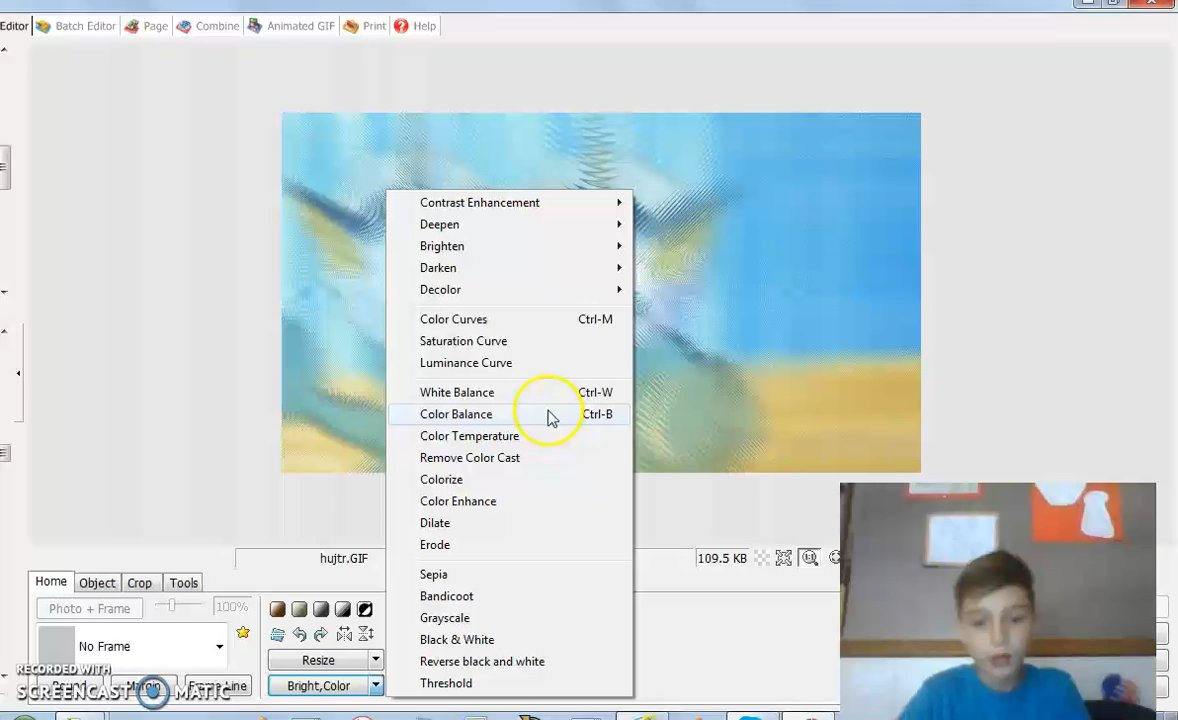 Editor Batch Editor Page Combine Animated GIF Print Help
Contrast Enhancement
Deepen
Brighten
Darken
Decolor
Color Curves Ctrl-M
Saturation Curve
Luminance Curve
White Balance Ctrl-W
Color Balance Ctrl-B
Color Temperature
Remove Color Cast
Colorize
Color Enhance
Dilate
Erode
Sepia
Bandicoot
Grayscale
Black & White
Reverse black and white
Threshold
hujtr.GIF
109.5 KB
Home Object Crop Tools
Photo + Frame 100%
No Frame
Round Margin Frame Line
Resize
Bright,Color
RECORDED WITH
SCREENCAST MATIC